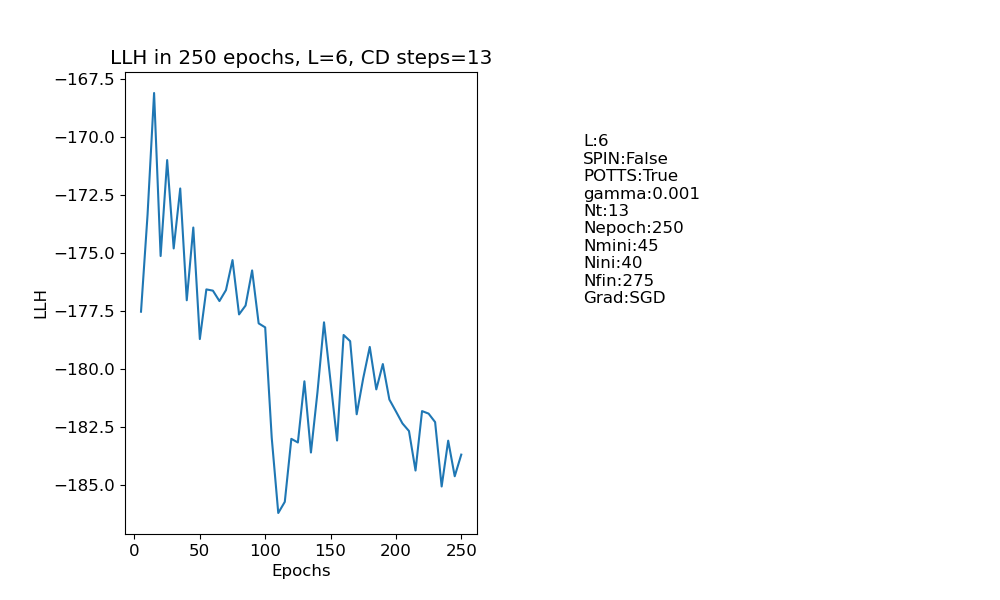 LLH in 250 epochs, L=6, CD steps=13
−167.5
−170.0
−172.5
−175.0
−177.5
−180.0
−182.5
−185.0
LLH
0 50 100 150 200 250
Epochs
L:6
SPIN:False
POTTS:True
gamma:0.001
Nt:13
Nepoch:250
Nmini:45
Nini:40
Nfin:275
Grad:SGD